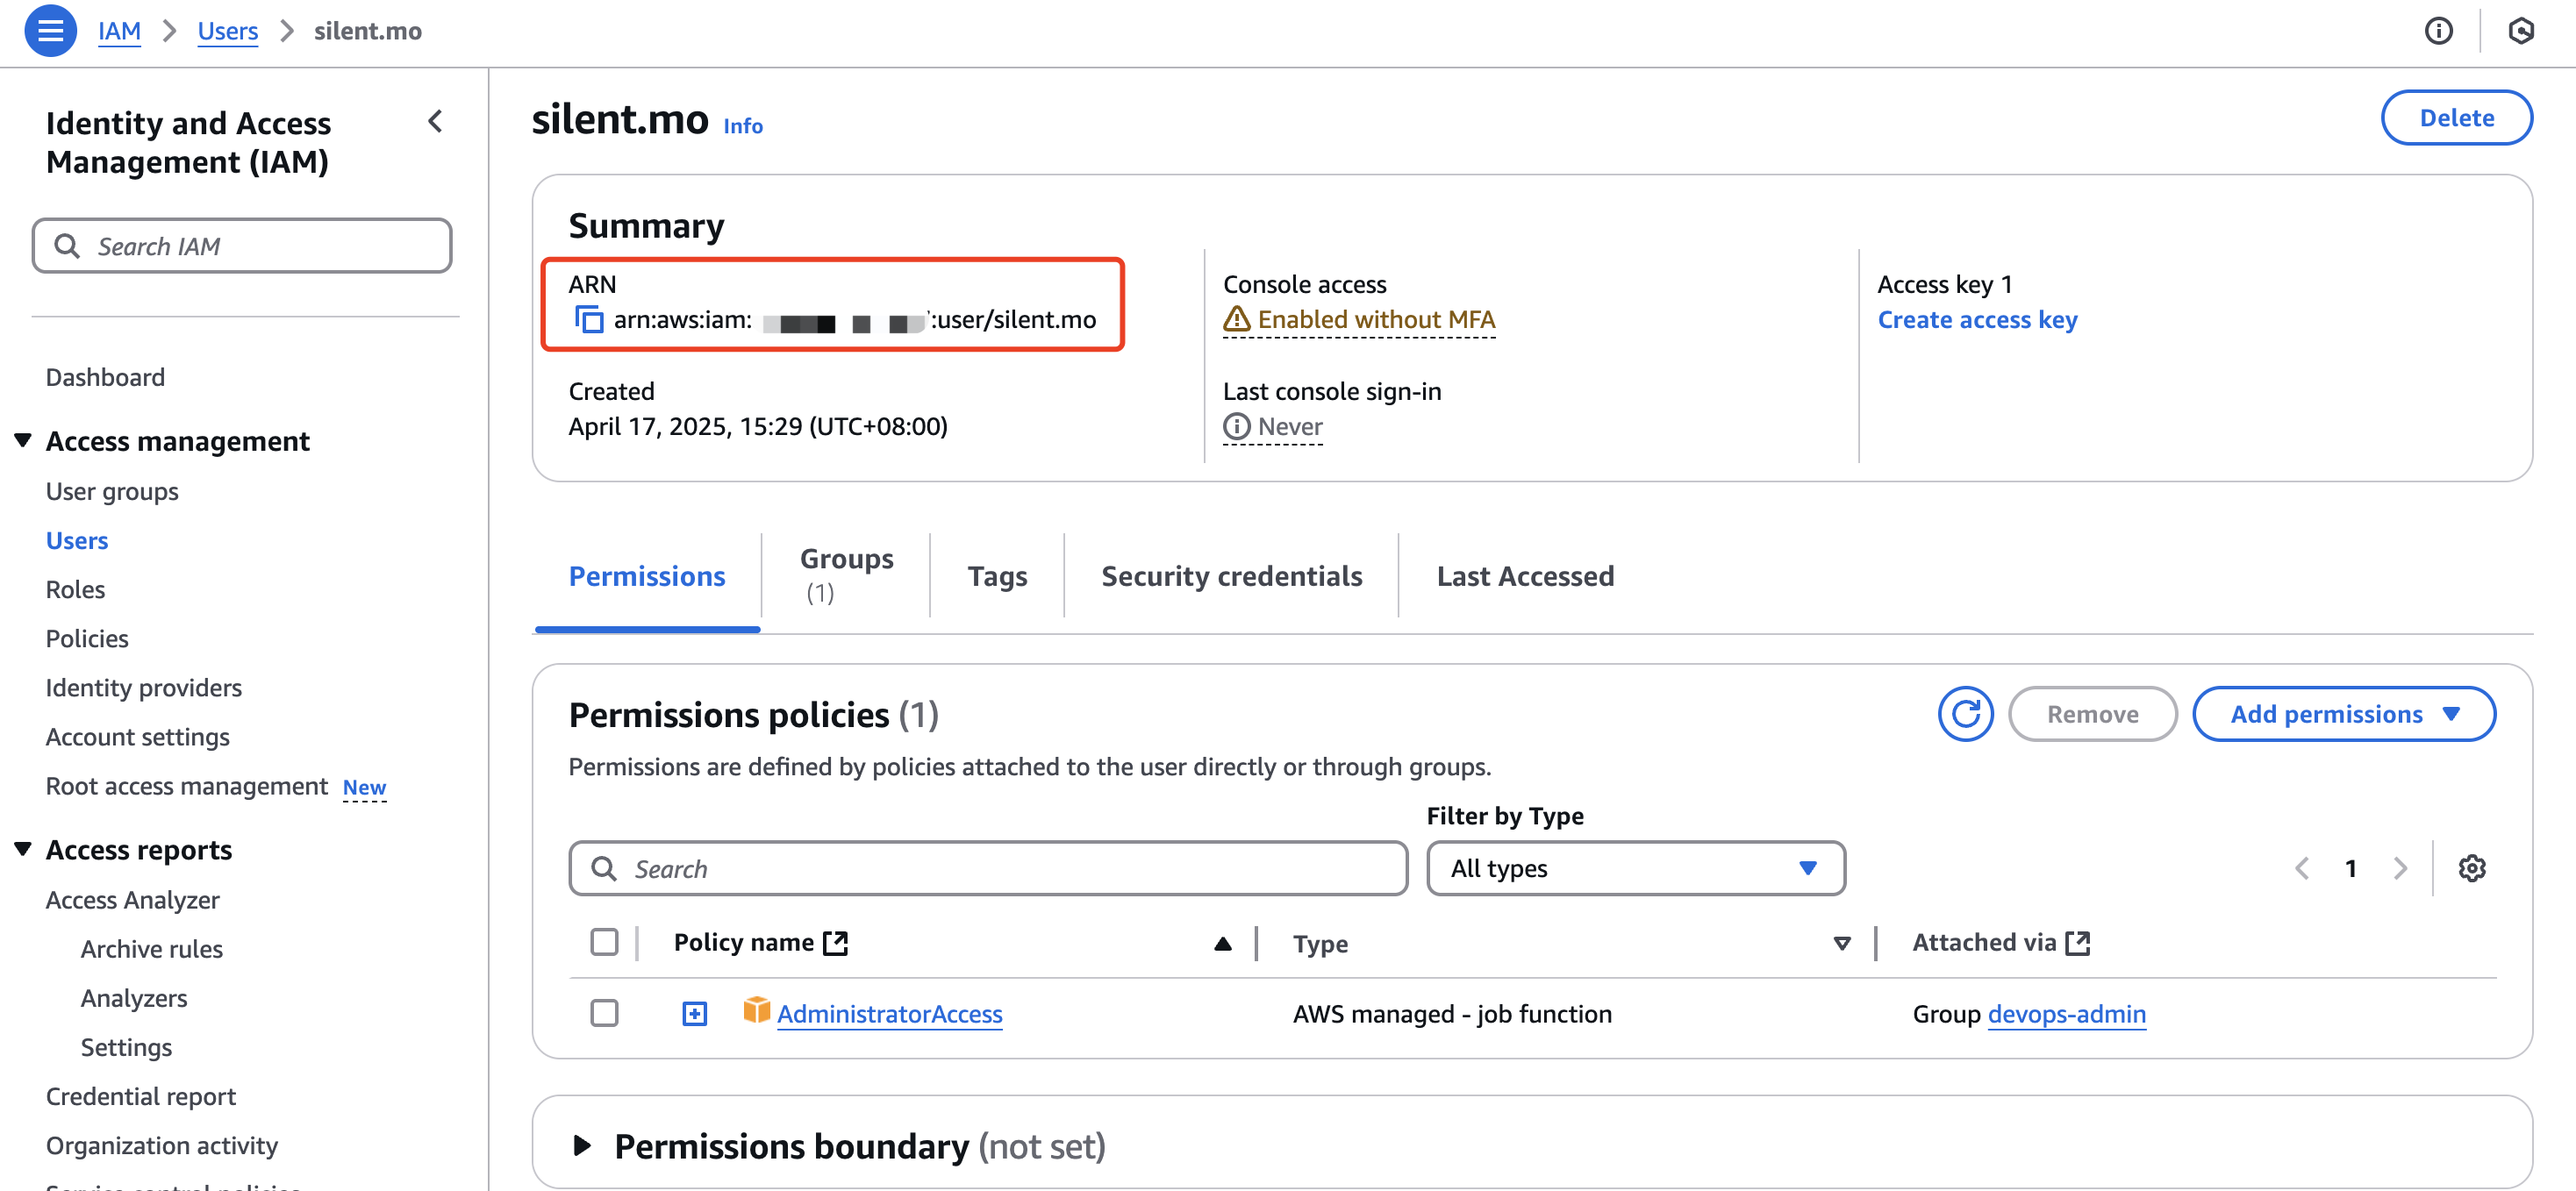 IAM > Users > silent.mo
Identity and Access
Management (IAM)
Search IAM
Dashboard
Access management
User groups
Users
Roles
Policies
Identity providers
Account settings
Root access management New
Access reports
Access Analyzer
Archive rules
Analyzers
Settings
Credential report
Organization activity
silent.mo Info
Delete
Summary
ARN
arn:aws:iam: :user/silent.mo
Created
April 17, 2025, 15:29 (UTC+08:00)
Console access
Enabled without MFA
Last console sign-in
Never
Access key 1
Create access key
Permissions
Groups
(1)
Tags
Security credentials
Last Accessed
Permissions policies (1)
Remove
Add permissions
Permissions are defined by policies attached to the user directly or through groups.
Filter by Type
Search
All types
1
Policy name
Type
Attached via
AdministratorAccess
AWS managed - job function
Group devops-admin
Permissions boundary (not set)